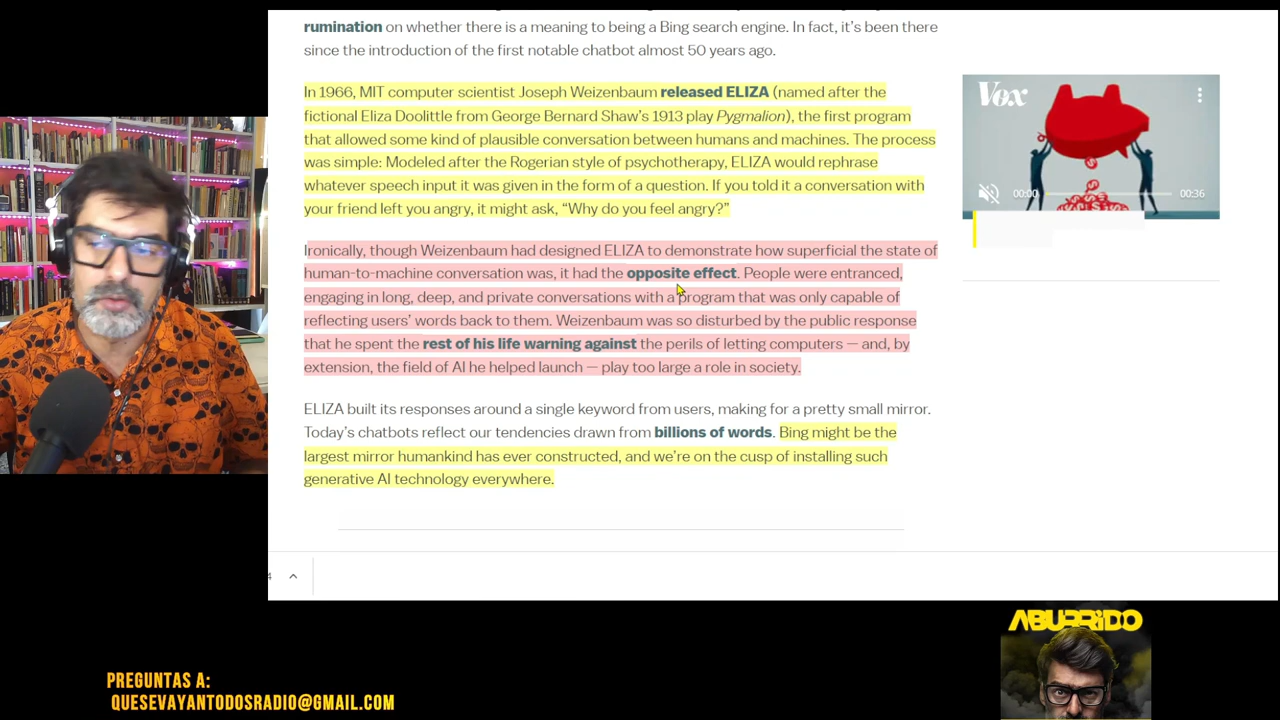 rumination on whether there is a meaning to being a Bing search engine. In fact, it's been there
since the introduction of the first notable chatbot almost 50 years ago.
In 1966, MIT computer scientist Joseph Weizenbaum released ELIZA (named after the
fictional Eliza Doolittle from George Bernard Shaw's 1913 play Pygmalion), the first program
that allowed some kind of plausible conversation between humans and machines. The process
was simple: Modeled after the Rogerian style of psychotherapy, ELIZA would rephrase
whatever speech input it was given in the form of a question. If you told it a conversation with
your friend left you angry, it might ask, “Why do you feel angry?”
Ironically, though Weizenbaum had designed ELIZA to demonstrate how superficial the state of
human-to-machine conversation was, it had the opposite effect. People were entranced,
engaging in long, deep, and private conversations with a program that was only capable of
reflecting users' words back to them. Weizenbaum was so disturbed by the public response
that he spent the rest of his life warning against the perils of letting computers — and, by
extension, the field of AI he helped launch — play too large a role in society.
ELIZA built its responses around a single keyword from users, making for a pretty small mirror.
Today's chatbots reflect our tendencies drawn from billions of words. Bing might be the
largest mirror humankind has ever constructed, and we're on the cusp of installing such
generative AI technology everywhere.
Vox
00:00
00:36
ABURRIDO
PREGUNTAS A:
QUESEVAYANTODOSRADIO@GMAIL.COM